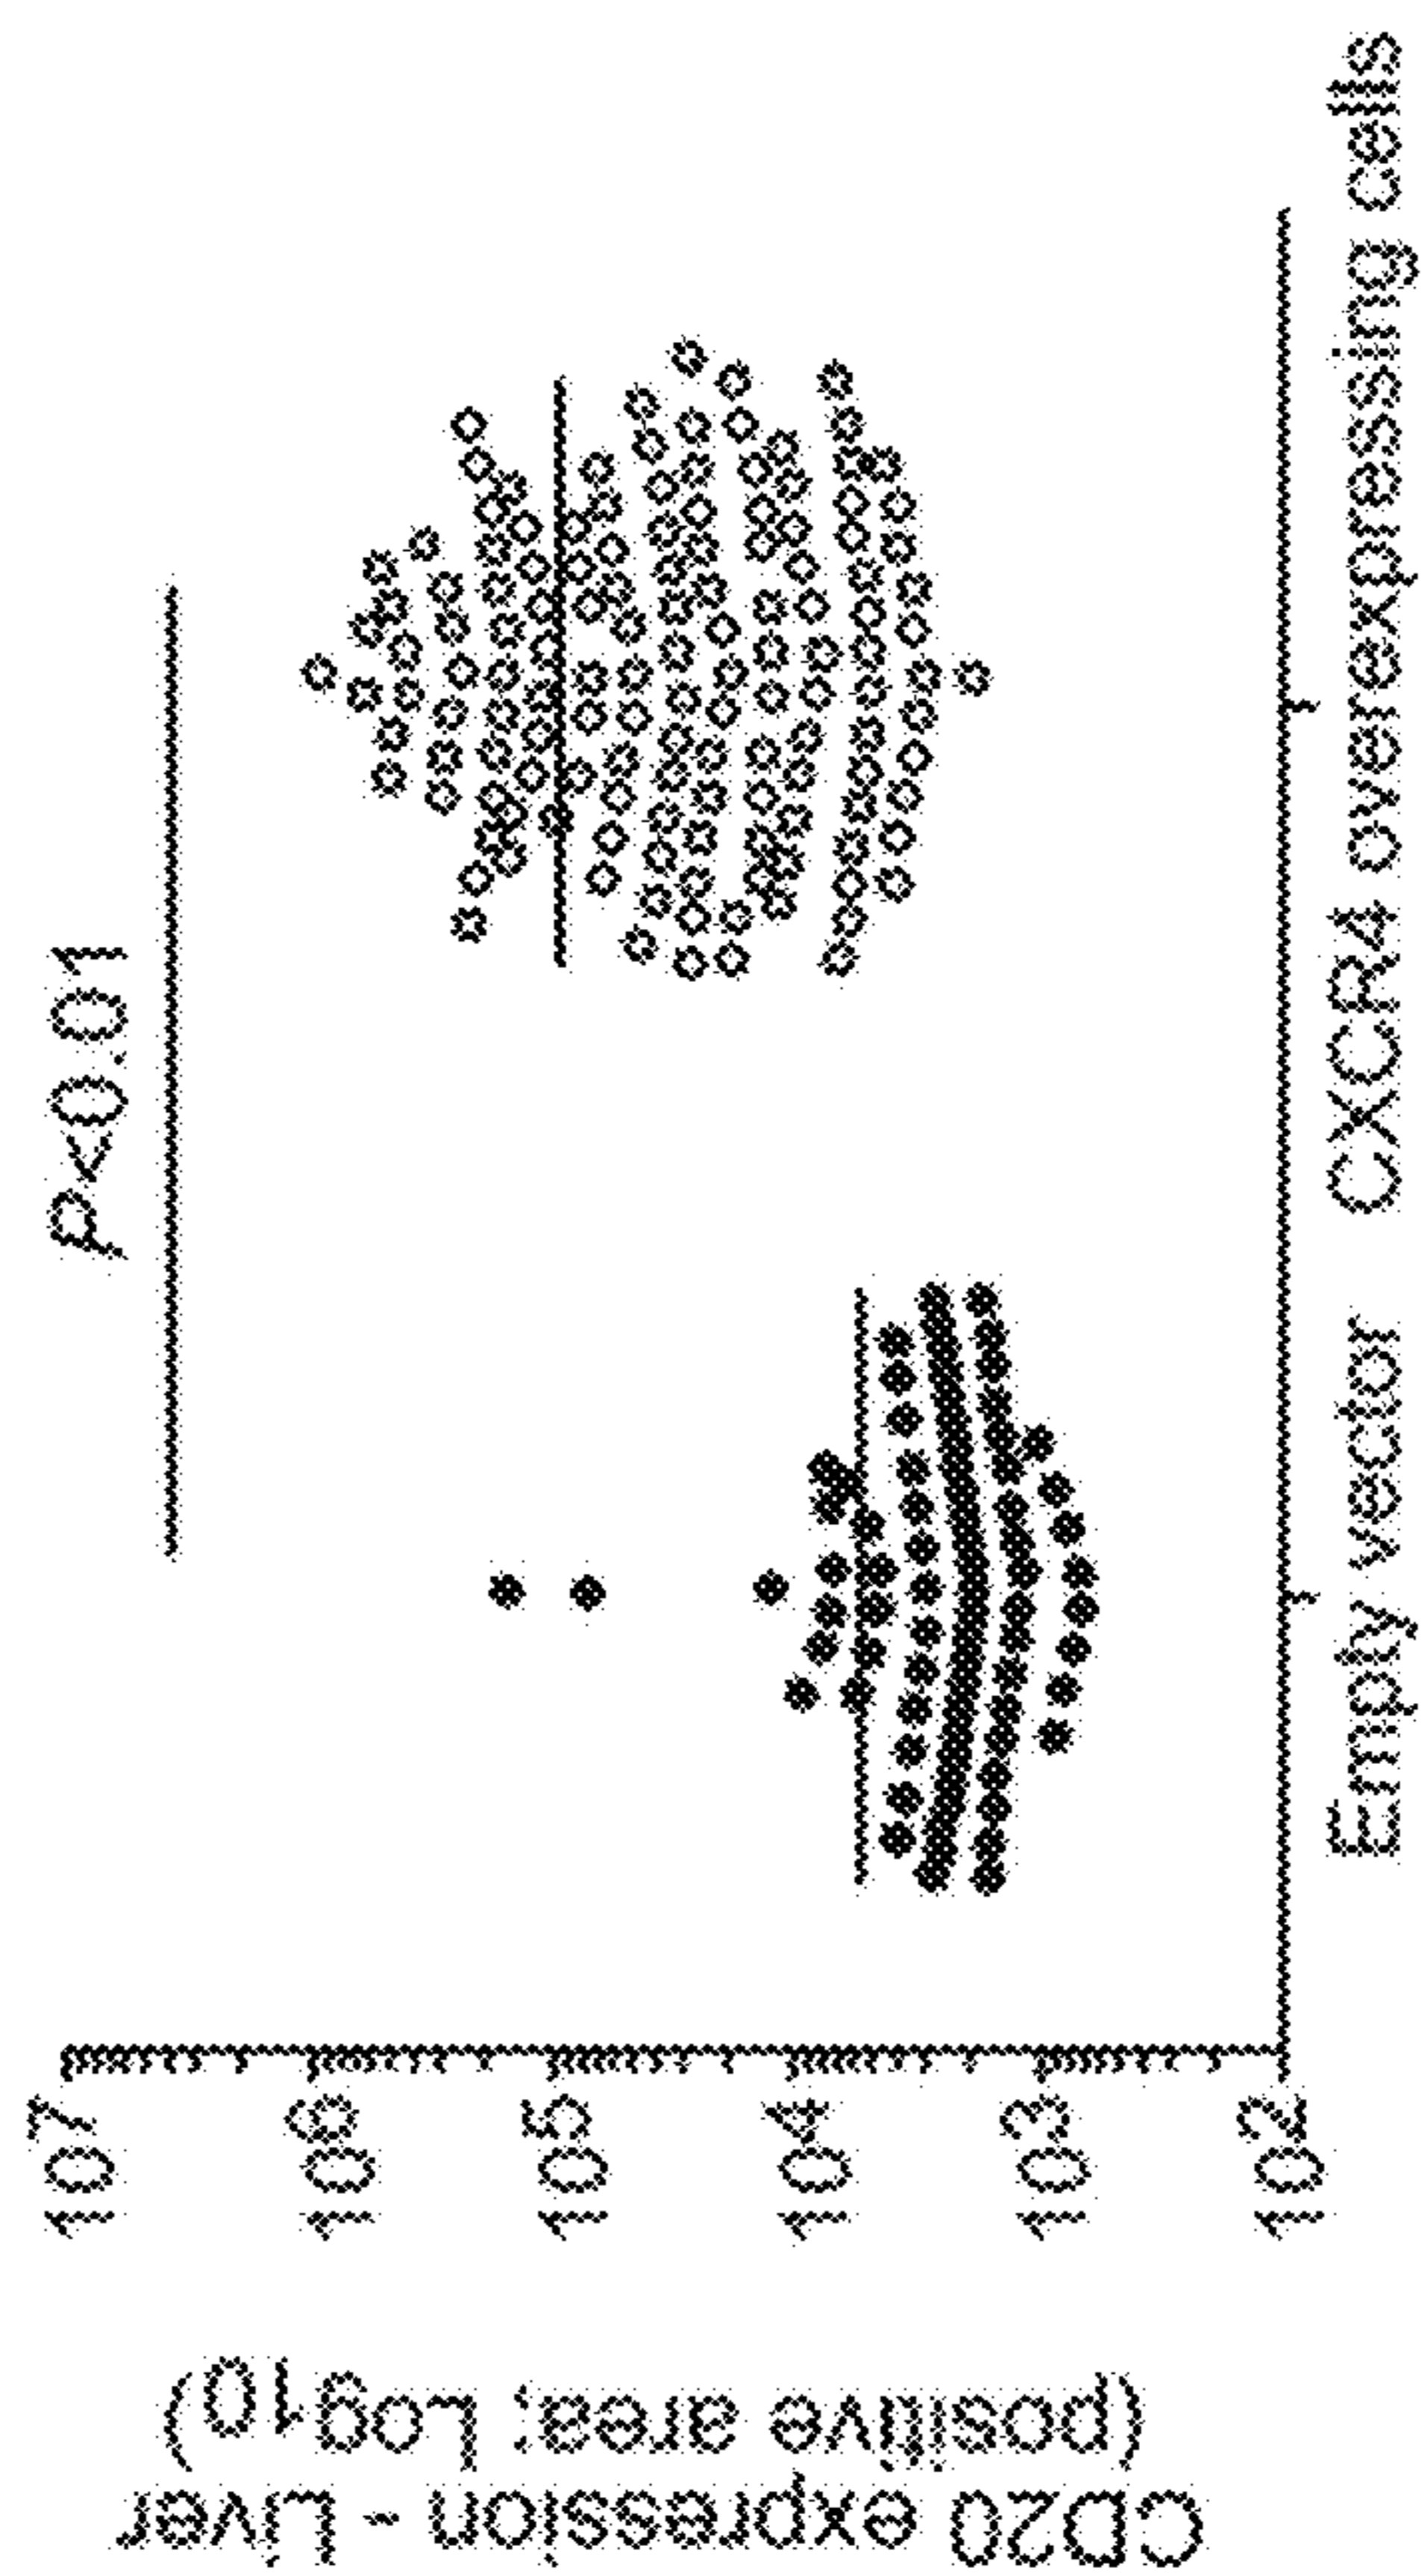 P<0.01
CD20 expression - Liver
(positive area; Log10)
10⁷
10⁶
10⁵
10⁴
10³
10²
Empty vector
CXCR4 overexpressing cells